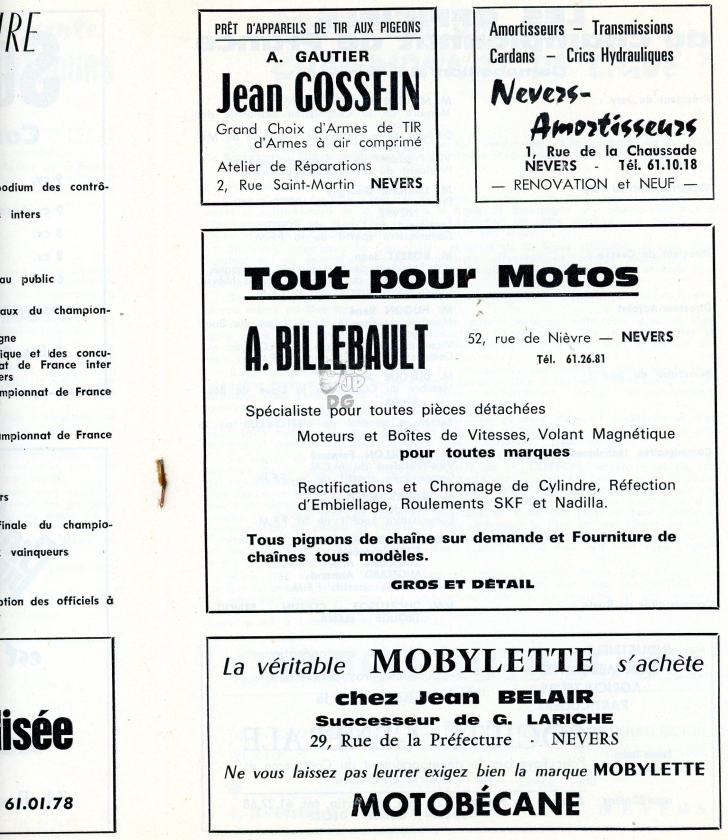 IRE
podium des contrô-
inters
au public
aux du champion-
gne
ique et des concu-
at de France inter
ers
mpionnat de France
ampionnat de France
rs
finale du champio-
vainqueurs
ption des officiels à
lisée
61.01.78
PRÊT D'APPAREILS DE TIR AUX PIGEONS
A. GAUTIER
Jean GOSSEIN
Grand Choix d'Armes de TIR
d'Armes à air comprimé
Atelier de Réparations
2, Rue Saint-Martin NEVERS
Amortisseurs - Transmissions
Cardans – Crics Hydrauliques
Nevers-
Amortisseurs
1, Rue de la Chaussade
NEVERS - Tél. 61.10.18
— RENOVATION et NEUF —
Tout pour Motos
A. BILLEBAULT
52, rue de Nièvre — NEVERS
Tél. 61.26.81
JP
DG
Spécialiste pour toutes pièces détachées
Moteurs et Boîtes de Vitesses, Volant Magnétique
pour toutes marques
Rectifications et Chromage de Cylindre, Réfection
d'Embiellage, Roulements SKF et Nadilla.
Tous pignons de chaîne sur demande et Fourniture de
chaînes tous modèles.
GROS ET DÉTAIL
La véritable MOBYLETTE s'achète
chez Jean BELAIR
Successeur de G. LARICHE
29, Rue de la Préfecture NEVERS
Ne vous laissez pas leurrer exigez bien la marque MOBYLETTE
MOTOBÉCANE